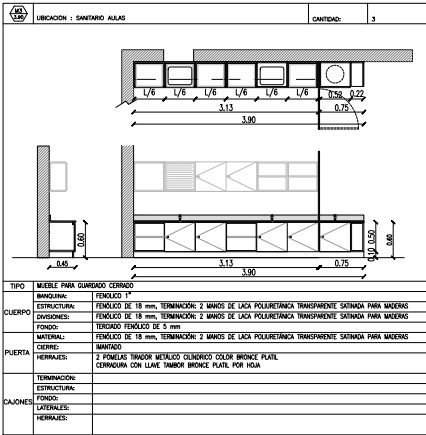 M3
3.90
UBICACION : SANITARIO AULAS
CANTIDAD: 3
L/6 L/6 L/6 L/6 L/6 L/6 0.52 0.22
3.13 0.75
3.90
0.60
0.10 0.50
0.60
0.45
3.13 0.75
3.90
TIPO MUEBLE PARA GUARDADO CERRADO
CUERPO
BANQUINA: FENOLICO 1"
ESTRUCTURA: FENÓLICO DE 18 mm, TERMINACIÓN: 2 MANOS DE LACA POLIURETÁNICA TRANSPARENTE SATINADA PARA MADERAS
DIVISIONES: FENÓLICO DE 18 mm, TERMINACIÓN: 2 MANOS DE LACA POLIURETÁNICA TRANSPARENTE SATINADA PARA MADERAS
FONDO: TERCIADO FENÓLICO DE 5 mm
PUERTA
MATERIAL: FENÓLICO DE 18 mm, TERMINACIÓN: 2 MANOS DE LACA POLIURETÁNICA TRANSPARENTE SATINADA PARA MADERAS
CIERRE: IMANTADO
HERRAJES: 2 POMELAS TIRADOR METÁLICO CILÍNDRICO COLOR BRONCE PLATIL
CERRADURA CON LLAVE TAMBOR BRONCE PLATIL POR HOJA
CAJONES
TERMINACIÓN:
ESTRUCTURA:
FONDO:
LATERALES:
HERRAJES: